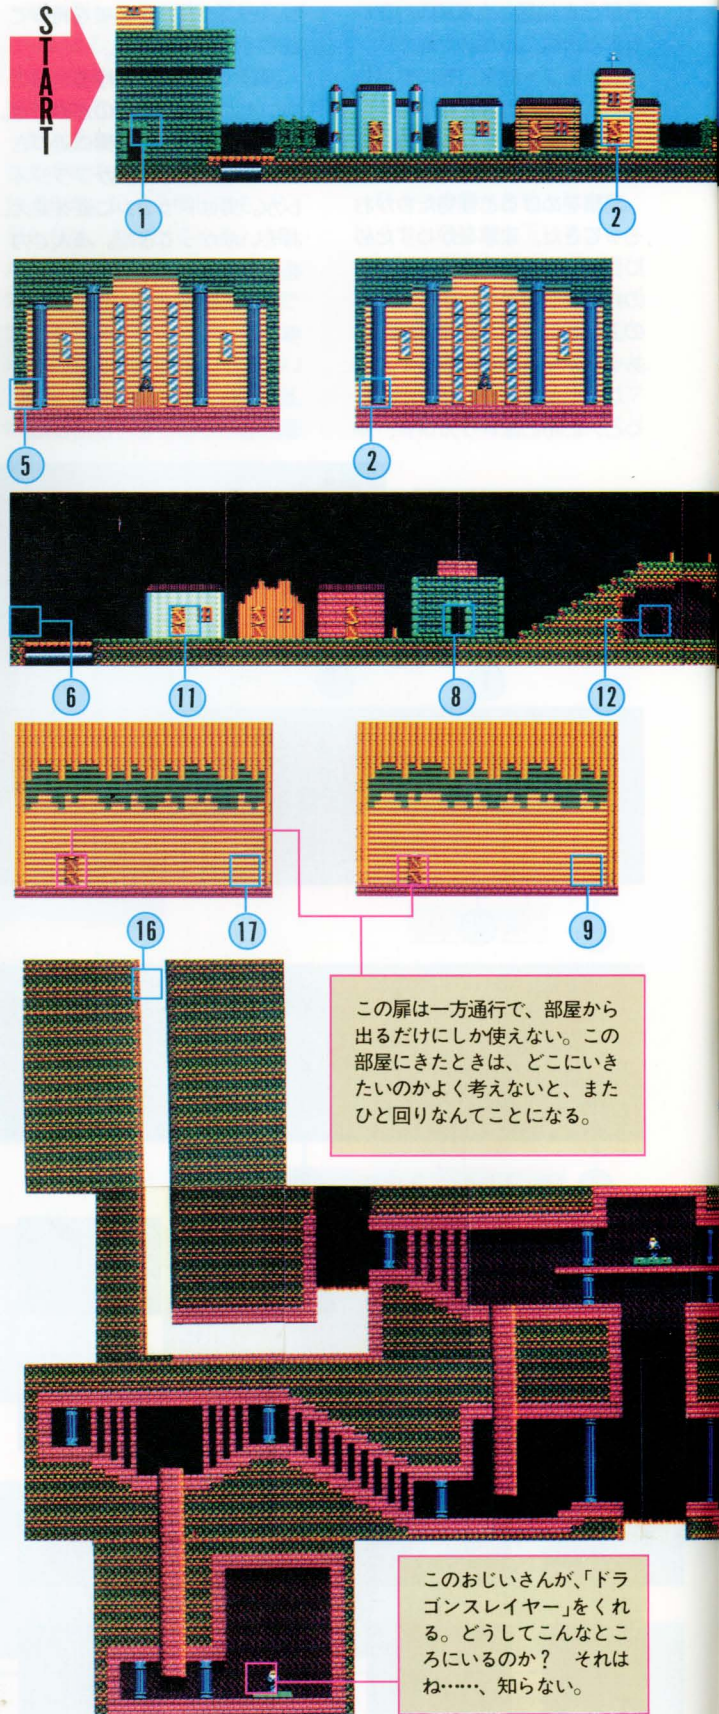 START
1
2
5
2
6
11
8
12
17
9
16
この扉は一方通行で、部屋から
出るだけにしか使えない。この
部屋にきたときは、どこにいき
たいのかよく考えないと、また
ひと回りなんてことになる。
このおじいさんが、「ドラ
ゴンスレイヤー」をくれ
る。どうしてこんなとこ
ろにいるのか？　それは
ね……、知らない。